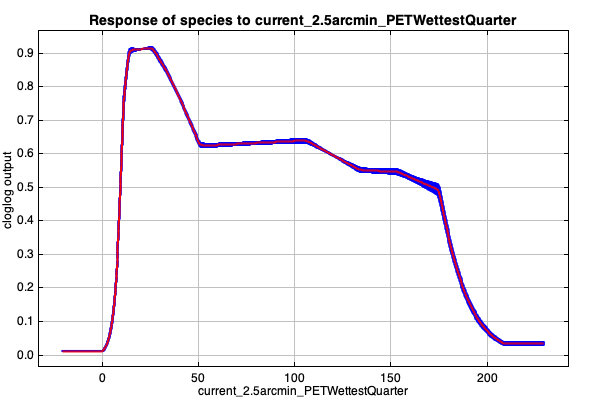 Response of species to current_2.5arcmin_PETWettestQuarter
cloglog output
0.9
0.8
0.7
0.6
0.5
0.4
0.3
0.2
0.1
0.0
0 50 100 150 200
current_2.5arcmin_PETWettestQuarter